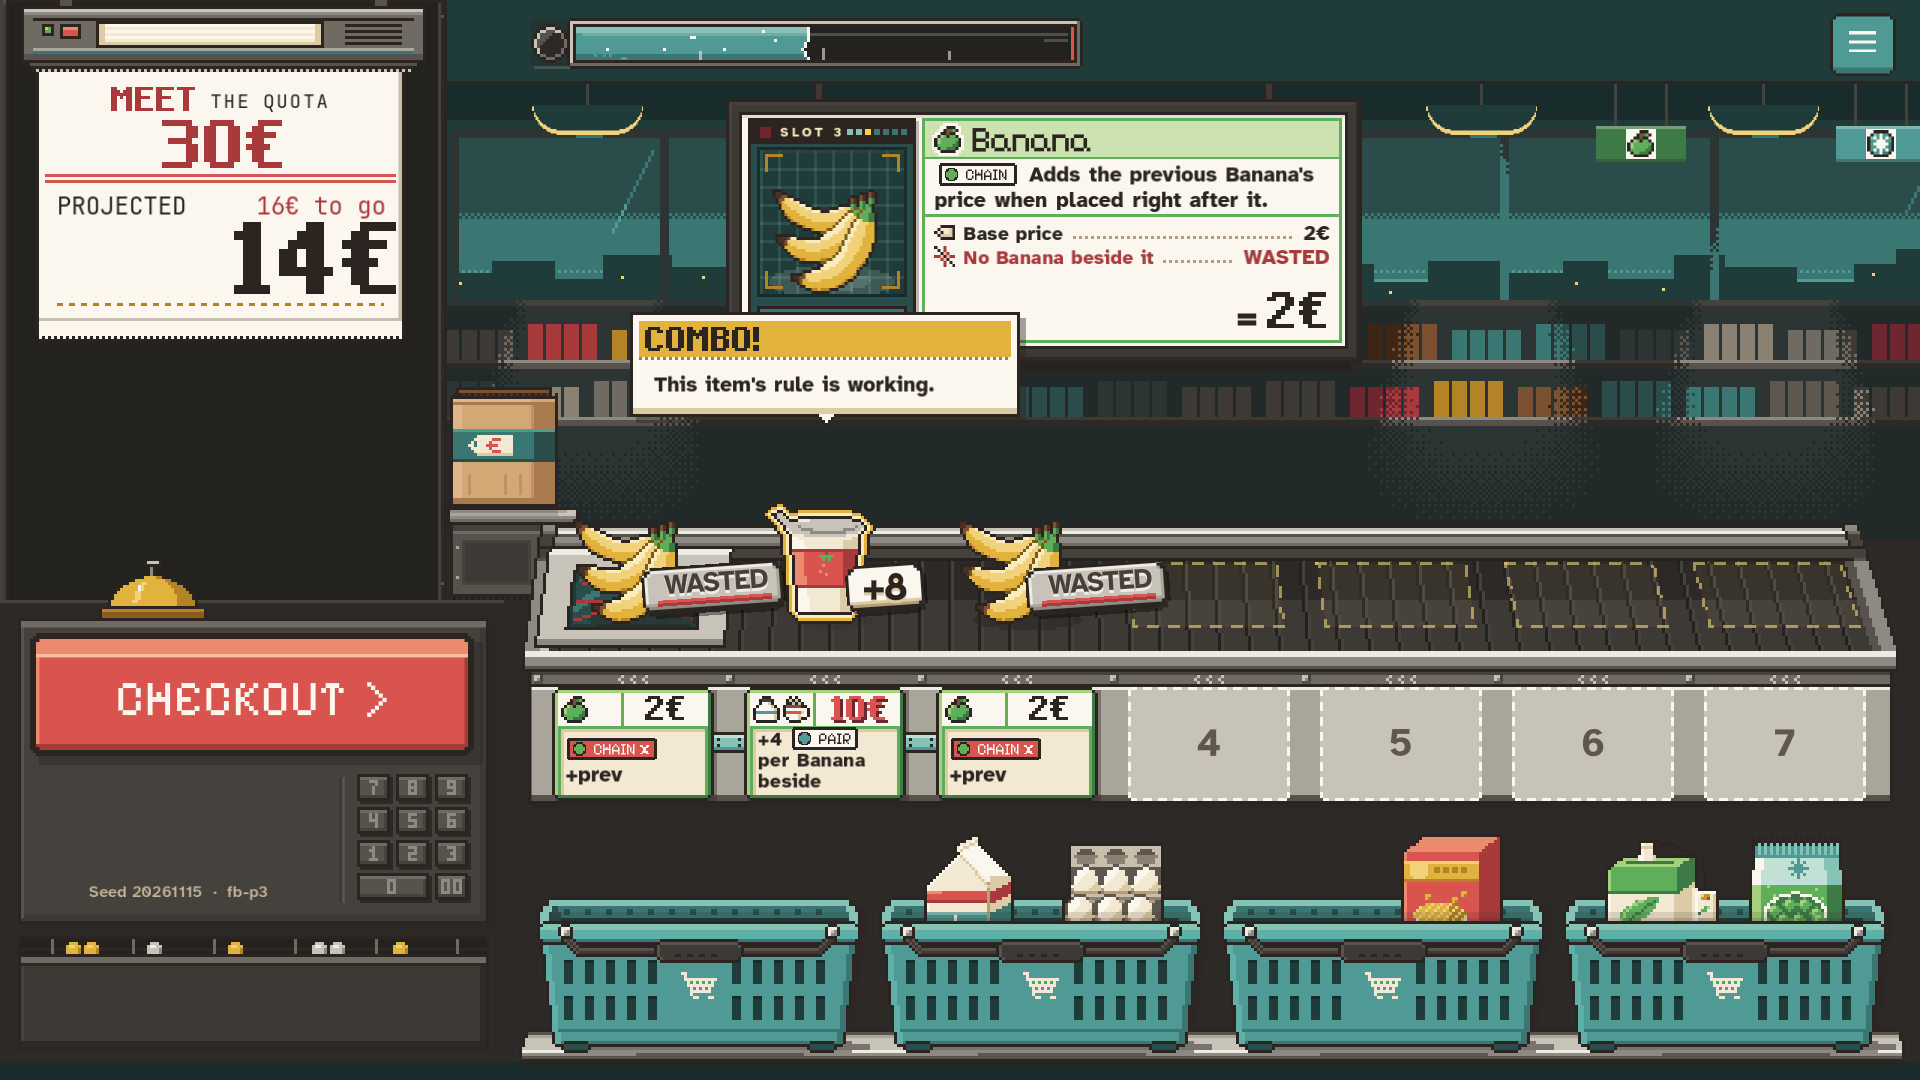 MEET THE QUOTA
30€
PROJECTED 16€ to go
14€
SLOT 3
Banana
CHAIN Adds the previous Banana's
price when placed right after it.
Base price 2€
No Banana beside it WASTED
=2€
COMBO!
This item's rule is working.
€
WASTED
+8
WASTED
CHECKOUT >
2€
CHAIN x
+prev
10€
+4 PAIR
per Banana
beside
2€
CHAIN x
+prev
4
5
6
7
7 8 9
4 5 6
1 2 3
0 00
Seed 20261115 · fb-p3